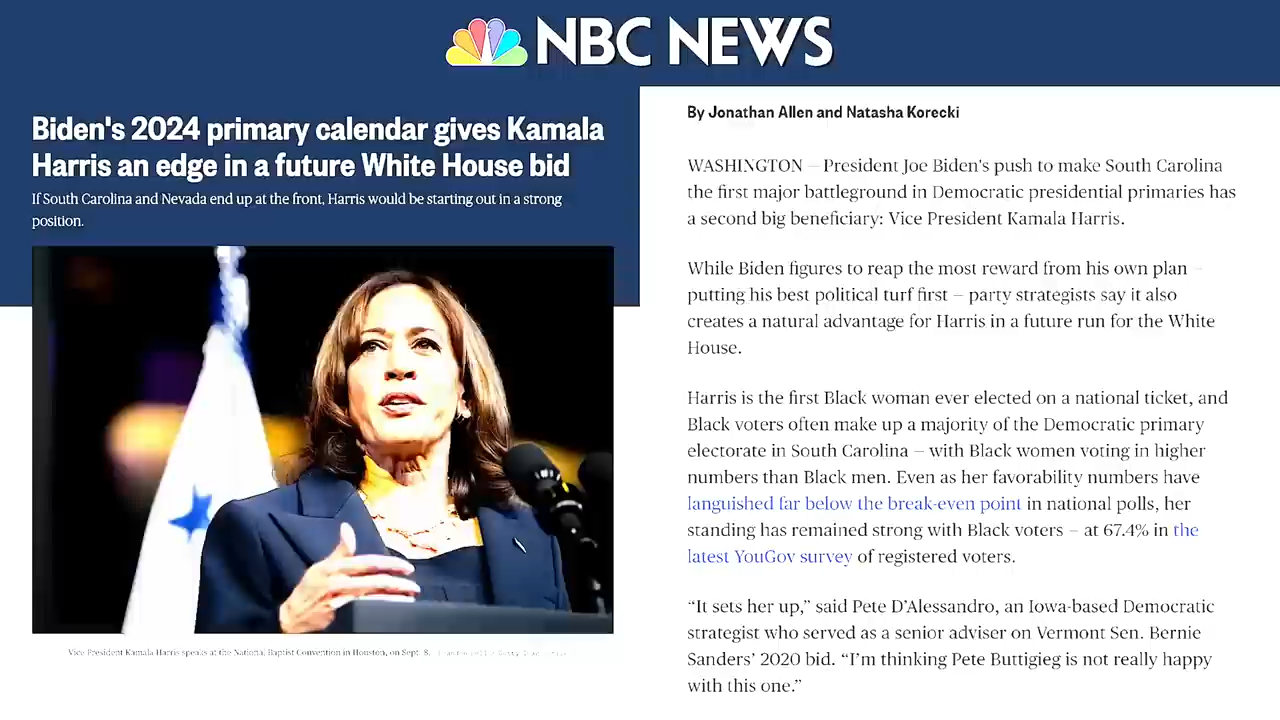 NBC NEWS
Biden's 2024 primary calendar gives Kamala
Harris an edge in a future White House bid
If South Carolina and Nevada end up at the front, Harris would be starting out in a strong
position.
Vice President Kamala Harris speaks at the National Baptist Convention in Houston, on Sept. 8.
By Jonathan Allen and Natasha Korecki
WASHINGTON — President Joe Biden's push to make South Carolina
the first major battleground in Democratic presidential primaries has
a second big beneficiary: Vice President Kamala Harris.
While Biden figures to reap the most reward from his own plan —
putting his best political turf first — party strategists say it also
creates a natural advantage for Harris in a future run for the White
House.
Harris is the first Black woman ever elected on a national ticket, and
Black voters often make up a majority of the Democratic primary
electorate in South Carolina — with Black women voting in higher
numbers than Black men. Even as her favorability numbers have
languished far below the break-even point in national polls, her
standing has remained strong with Black voters — at 67.4% in the
latest YouGov survey of registered voters.
“It sets her up,” said Pete D’Alessandro, an Iowa-based Democratic
strategist who served as a senior adviser on Vermont Sen. Bernie
Sanders’ 2020 bid. “I’m thinking Pete Buttigieg is not really happy
with this one.”